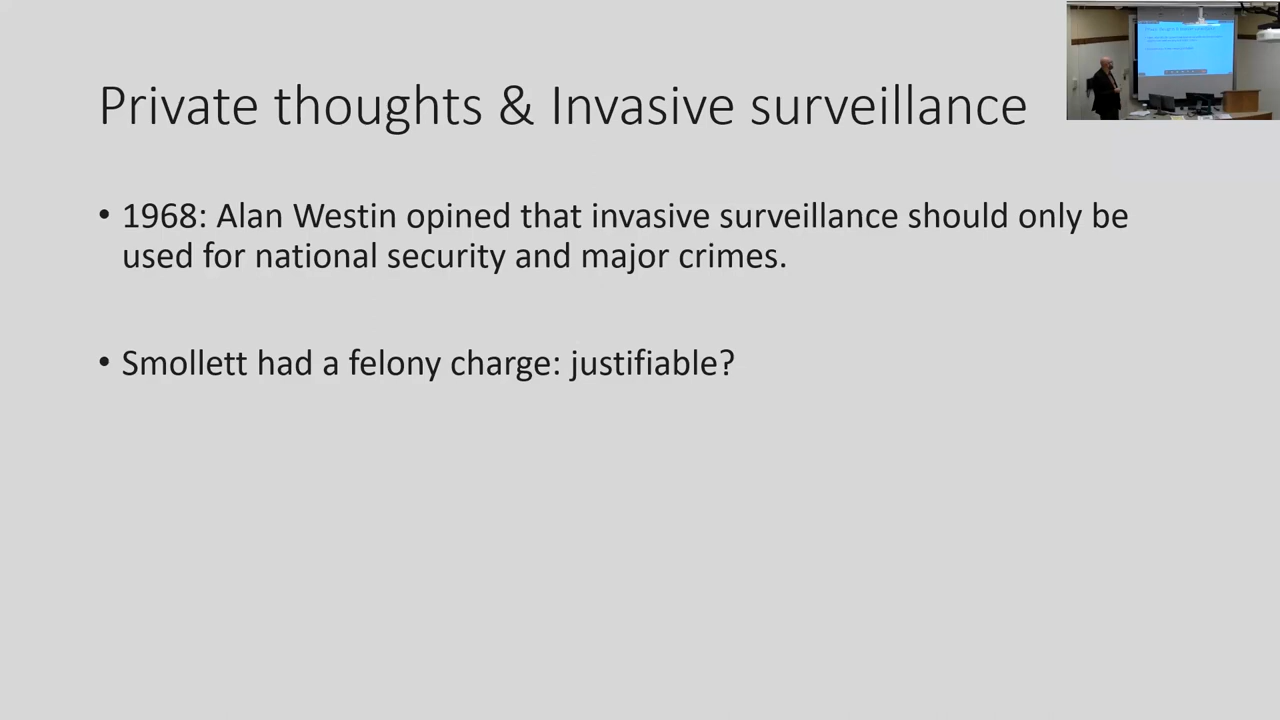 Private thoughts & Invasive surveillance
• 1968: Alan Westin opined that invasive surveillance should only be
used for national security and major crimes.
• Smollett had a felony charge: justifiable?